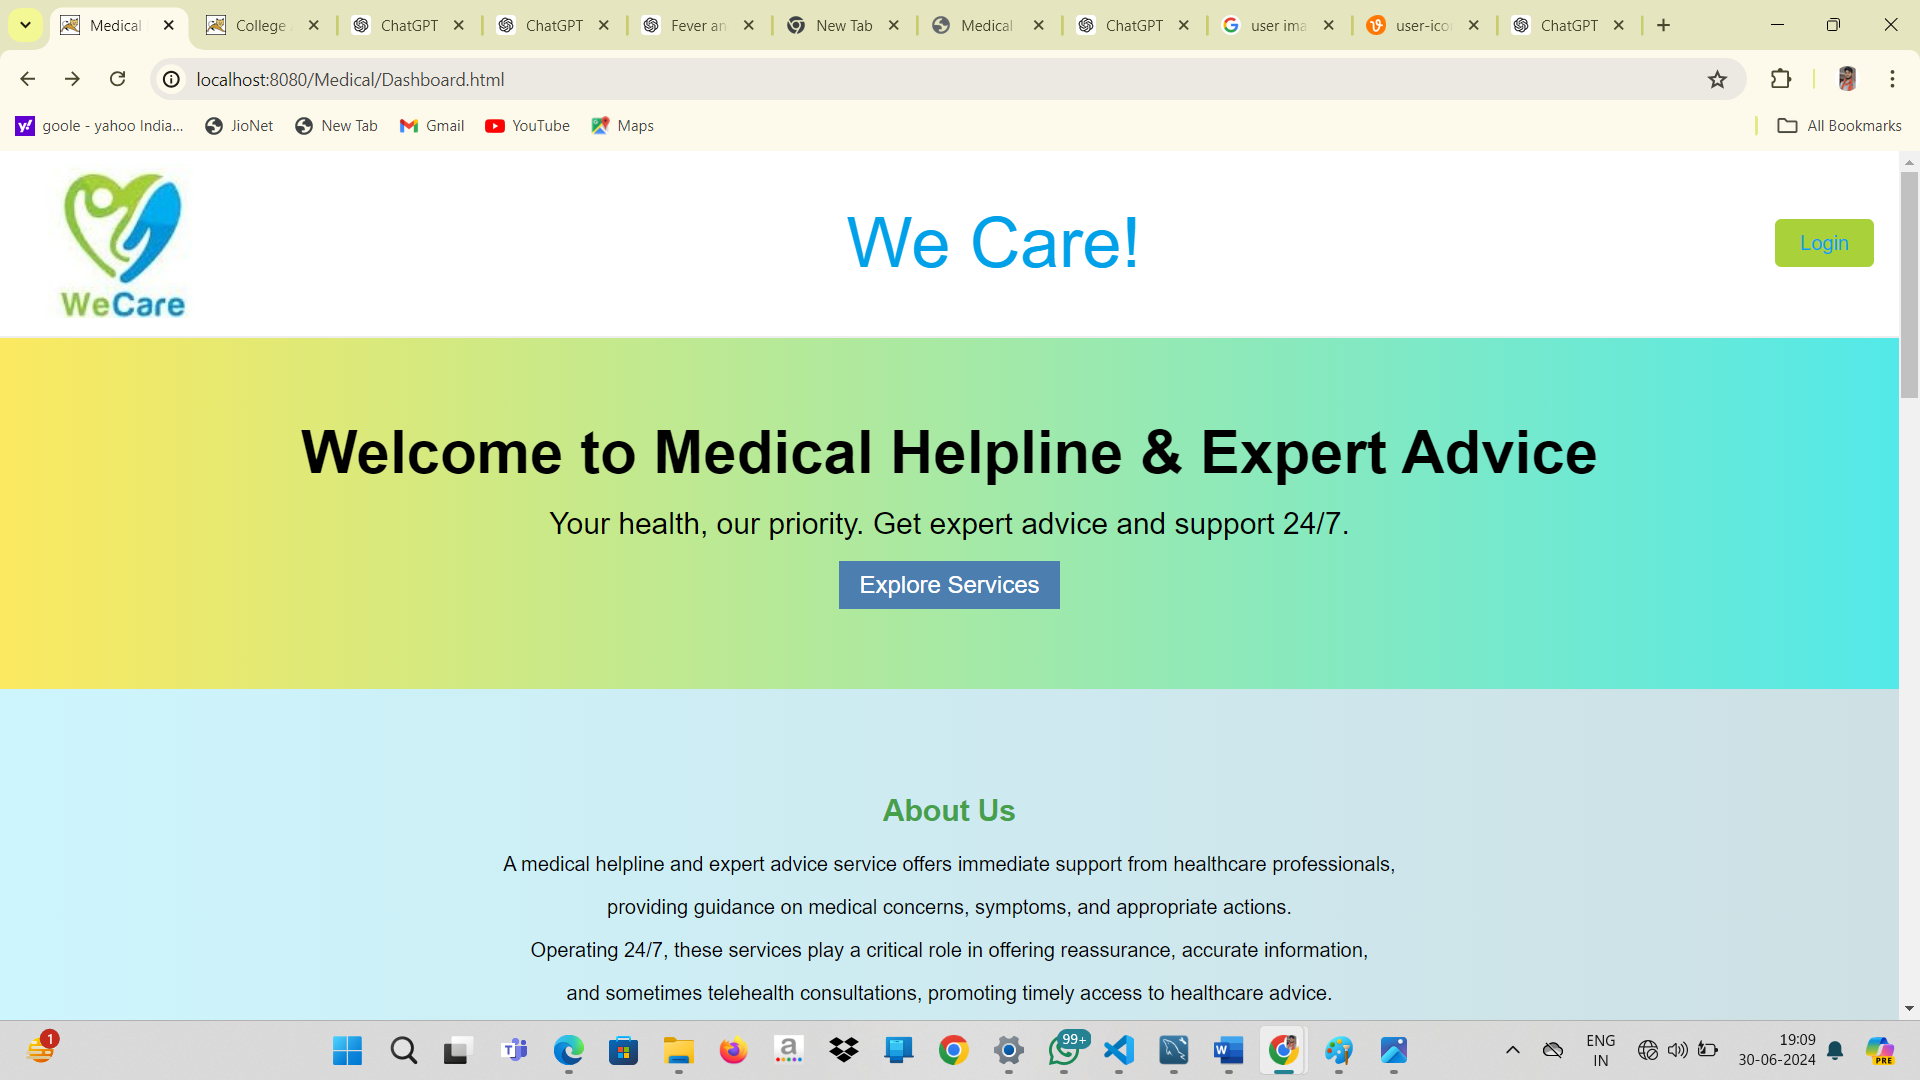 Medical
College
ChatGPT
ChatGPT
Fever an
New Tab
Medical
ChatGPT
user ima
user-ico
ChatGPT
localhost:8080/Medical/Dashboard.html
goole - yahoo India...
JioNet
New Tab
Gmail
YouTube
Maps
All Bookmarks
WeCare
We Care!
Login
Welcome to Medical Helpline & Expert Advice
Your health, our priority. Get expert advice and support 24/7.
Explore Services
About Us
A medical helpline and expert advice service offers immediate support from healthcare professionals,
providing guidance on medical concerns, symptoms, and appropriate actions.
Operating 24/7, these services play a critical role in offering reassurance, accurate information,
and sometimes telehealth consultations, promoting timely access to healthcare advice.
1
99+
ENG
IN
19:09
30-06-2024
PRE